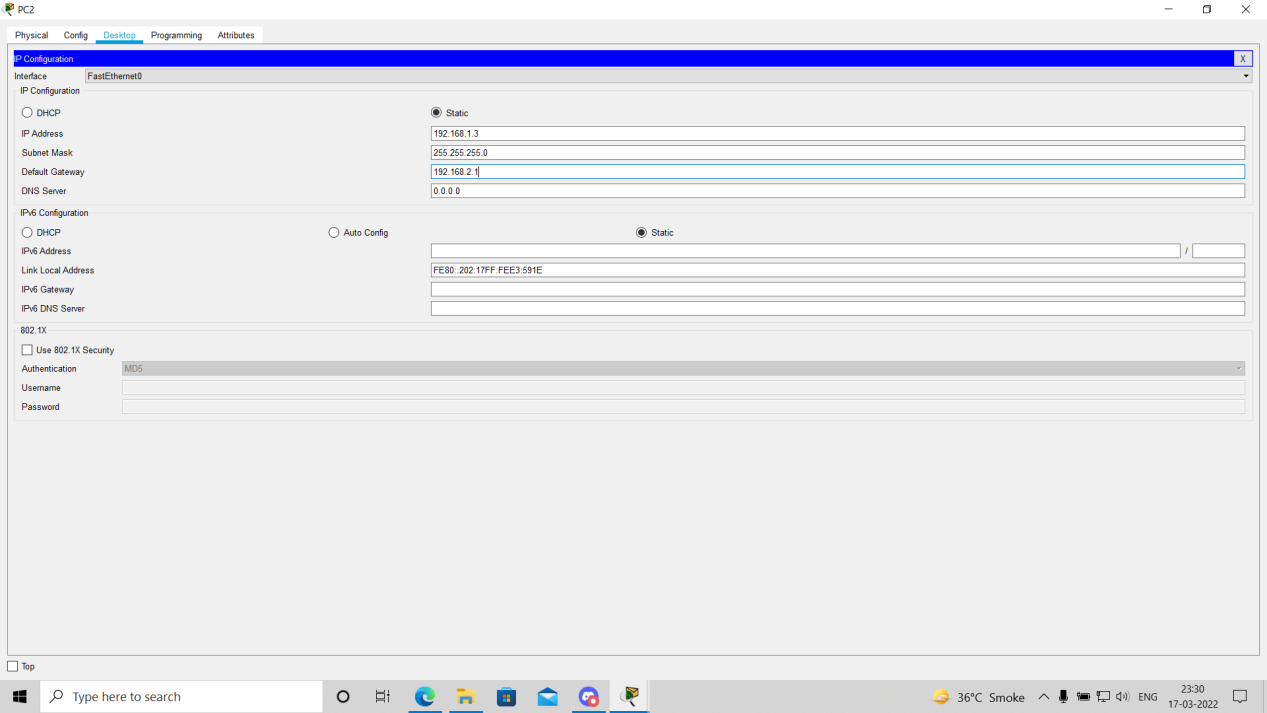 PC2
Physical Config Desktop Programming Attributes
IP Configuration X
Interface FastEthernet0
IP Configuration
DHCP Static
IP Address 192.168.1.3
Subnet Mask 255.255.255.0
Default Gateway 192.168.2.1
DNS Server 0.0.0.0
IPv6 Configuration
DHCP Auto Config Static
IPv6 Address /
Link Local Address FE80::202:17FF:FEE3:591E
IPv6 Gateway
IPv6 DNS Server
802.1X
Use 802.1X Security
Authentication MD5
Username
Password
Top
Type here to search 36°C Smoke ENG 23:30
17-03-2022